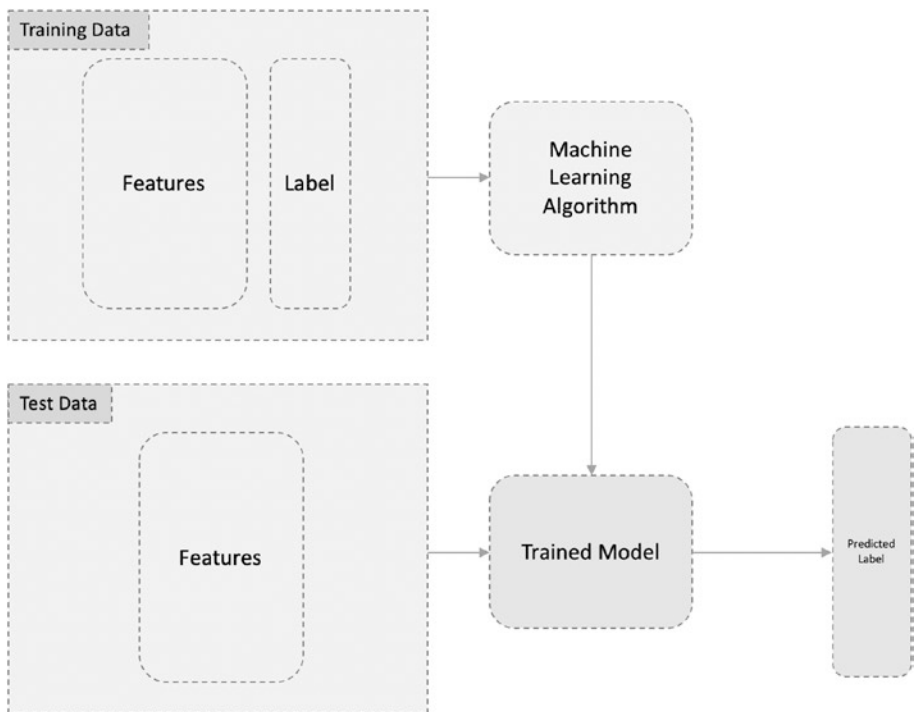 Training Data
Features
Label
Machine
Learning
Algorithm
Test Data
Features
Trained Model
Predicted
Label